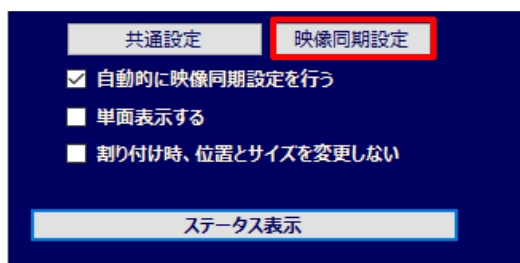 共通設定 映像同期設定
自動的に映像同期設定を行う
単面表示する
割り付け時、位置とサイズを変更しない
ステータス表示